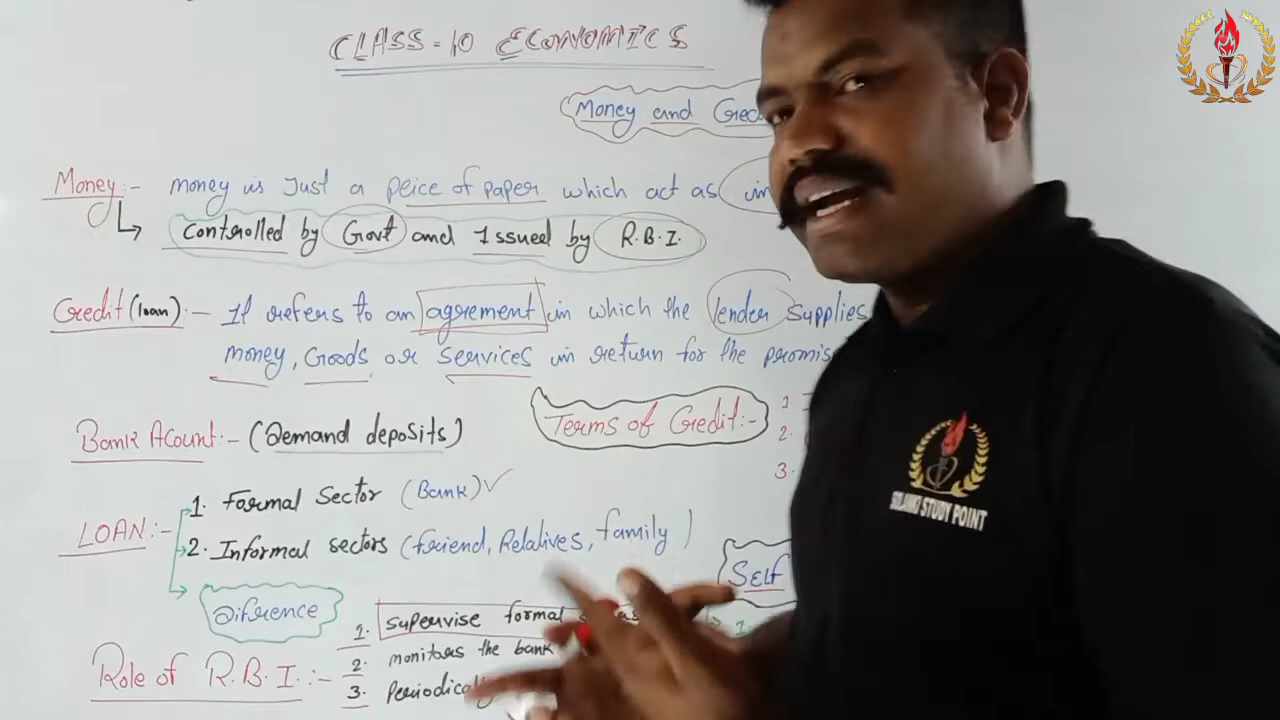 CLASS-10 ECONOMICS
Money and
Money:- money is Just a peice of paper which act as in
controlled by Govt and Issued by R.B.I.
Credit (loan):- It refers to an agrement in which the lender supplies
money, Goods or services in return for the promis
Bank Acount:- (Demand deposits)
Terms of Credit:-
1
2.
3.
LOAN:-
1. Formal Sector (Bank)
2. Informal sectors (friend, Relatives, family)
Diference
SELF
1.
Role of R.B.I.:-
1. supervise formal
2. monitors the bank
3. Periodically
SOLANKI STUDY POINT